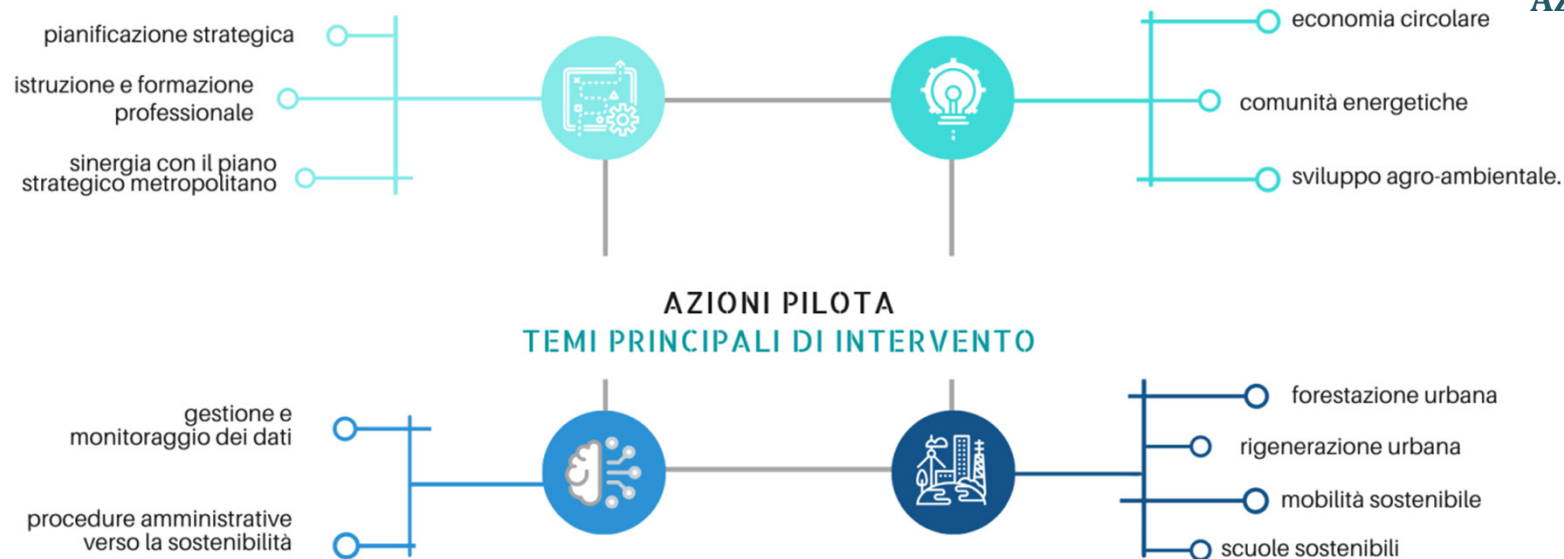 pianificazione strategica
istruzione e formazione
professionale
sinergia con il piano
strategico metropolitano
economia circolare
comunità energetiche
sviluppo agro-ambientale.
AZIONI PILOTA
TEMI PRINCIPALI DI INTERVENTO
gestione e
monitoraggio dei dati
procedure amministrative
verso la sostenibilità
forestazione urbana
rigenerazione urbana
mobilità sostenibile
scuole sostenibili